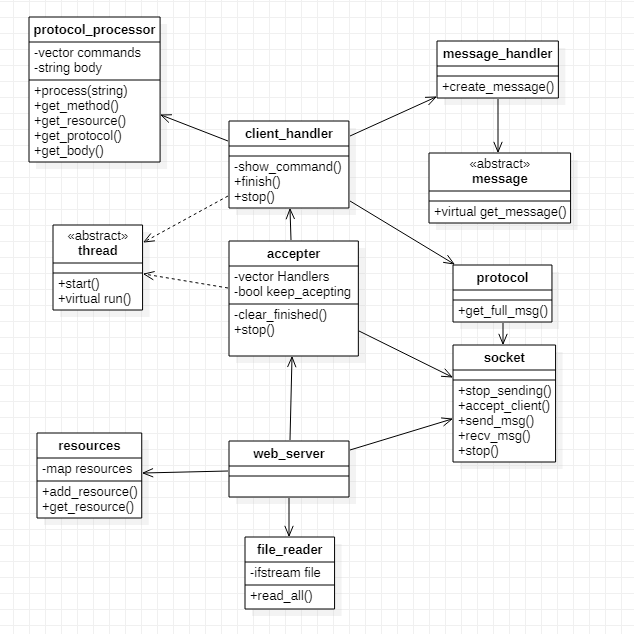 protocol_processor
-vector commands
-string body
+process(string)
+get_method()
+get_resource()
+get_protocol()
+get_body()
message_handler
+create_message()
client_handler
-show_command()
+finish()
+stop()
«abstract»
message
+virtual get_message()
«abstract»
thread
+start()
+virtual run()
accepter
-vector Handlers
-bool keep_acepting
-clear_finished()
+stop()
protocol
+get_full_msg()
socket
+stop_sending()
+accept_client()
+send_msg()
+recv_msg()
+stop()
resources
-map resources
+add_resource()
+get_resource()
web_server
file_reader
-ifstream file
+read_all()